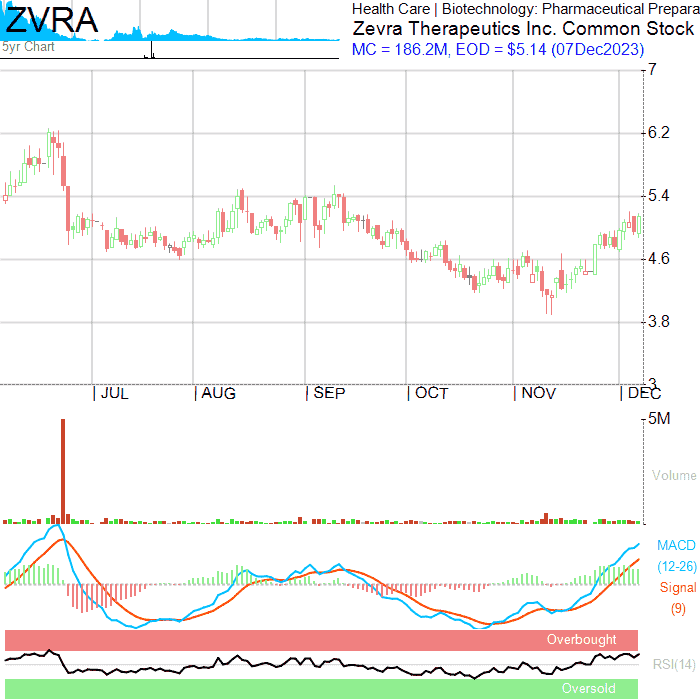 ZVRA
Health Care | Biotechnology: Pharmaceutical Prepara
Zevra Therapeutics Inc. Common Stock
5yr Chart
MC = 186.2M, EOD = $5.14 (07Dec2023)
7
6.2
5.4
4.6
3.8
3
JUL
AUG
SEP
OCT
NOV
DEC
5M
Volume
MACD
(12-26)
Signal
(9)
Overbought
RSI(14)
Oversold